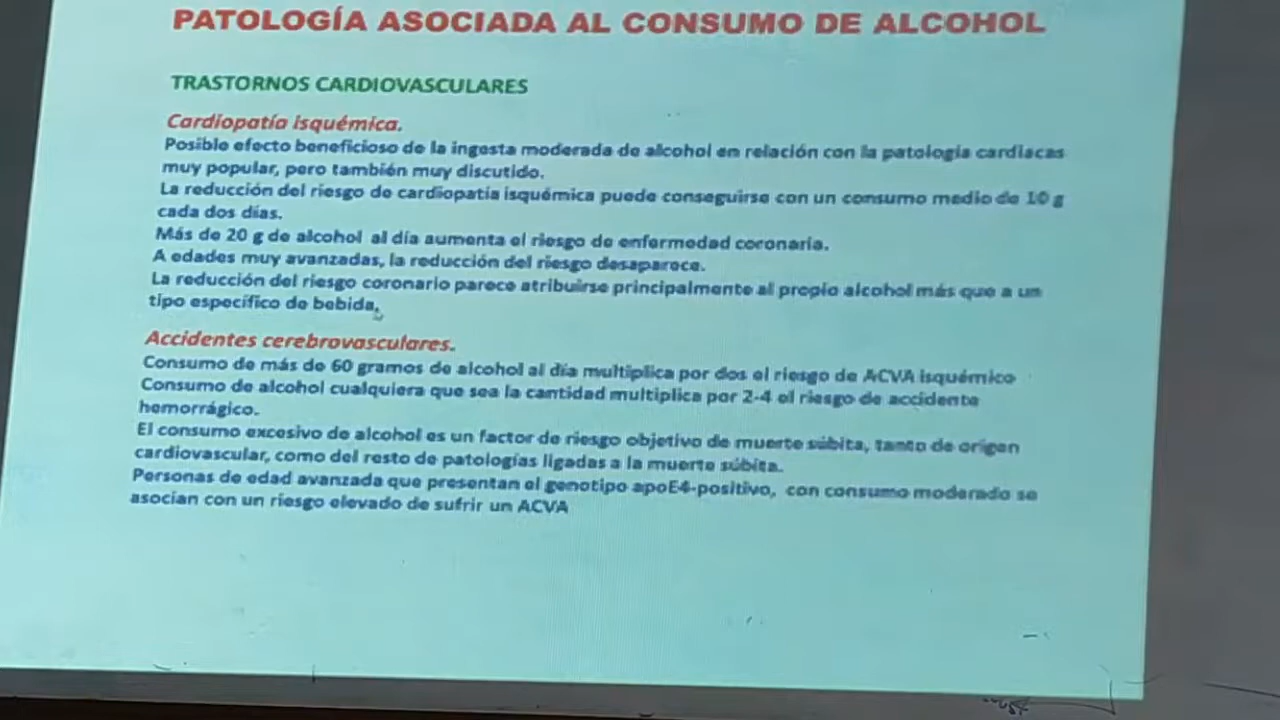 PATOLOGÍA ASOCIADA AL CONSUMO DE ALCOHOL
TRASTORNOS CARDIOVASCULARES
Cardiopatía isquémica.
Posible efecto beneficioso de la ingesta moderada de alcohol en relación con la patología cardíacas
muy popular, pero también muy discutido.
La reducción del riesgo de cardiopatía isquémica puede conseguirse con un consumo medio de 10 g
cada dos días.
Más de 20 g de alcohol al día aumenta el riesgo de enfermedad coronaria.
A edades muy avanzadas, la reducción del riesgo desaparece.
La reducción del riesgo coronario parece atribuirse principalmente al propio alcohol más que a un
tipo específico de bebida.
Accidentes cerebrovasculares.
Consumo de más de 60 gramos de alcohol al día multiplica por dos el riesgo de ACVA isquémico
Consumo de alcohol cualquiera que sea la cantidad multiplica por 2-4 el riesgo de accidente
hemorrágico.
El consumo excesivo de alcohol es un factor de riesgo objetivo de muerte súbita, tanto de origen
cardiovascular, como del resto de patologías ligadas a la muerte súbita.
Personas de edad avanzada que presentan el genotipo apoE4-positivo, con consumo moderado se
asocian con un riesgo elevado de sufrir un ACVA